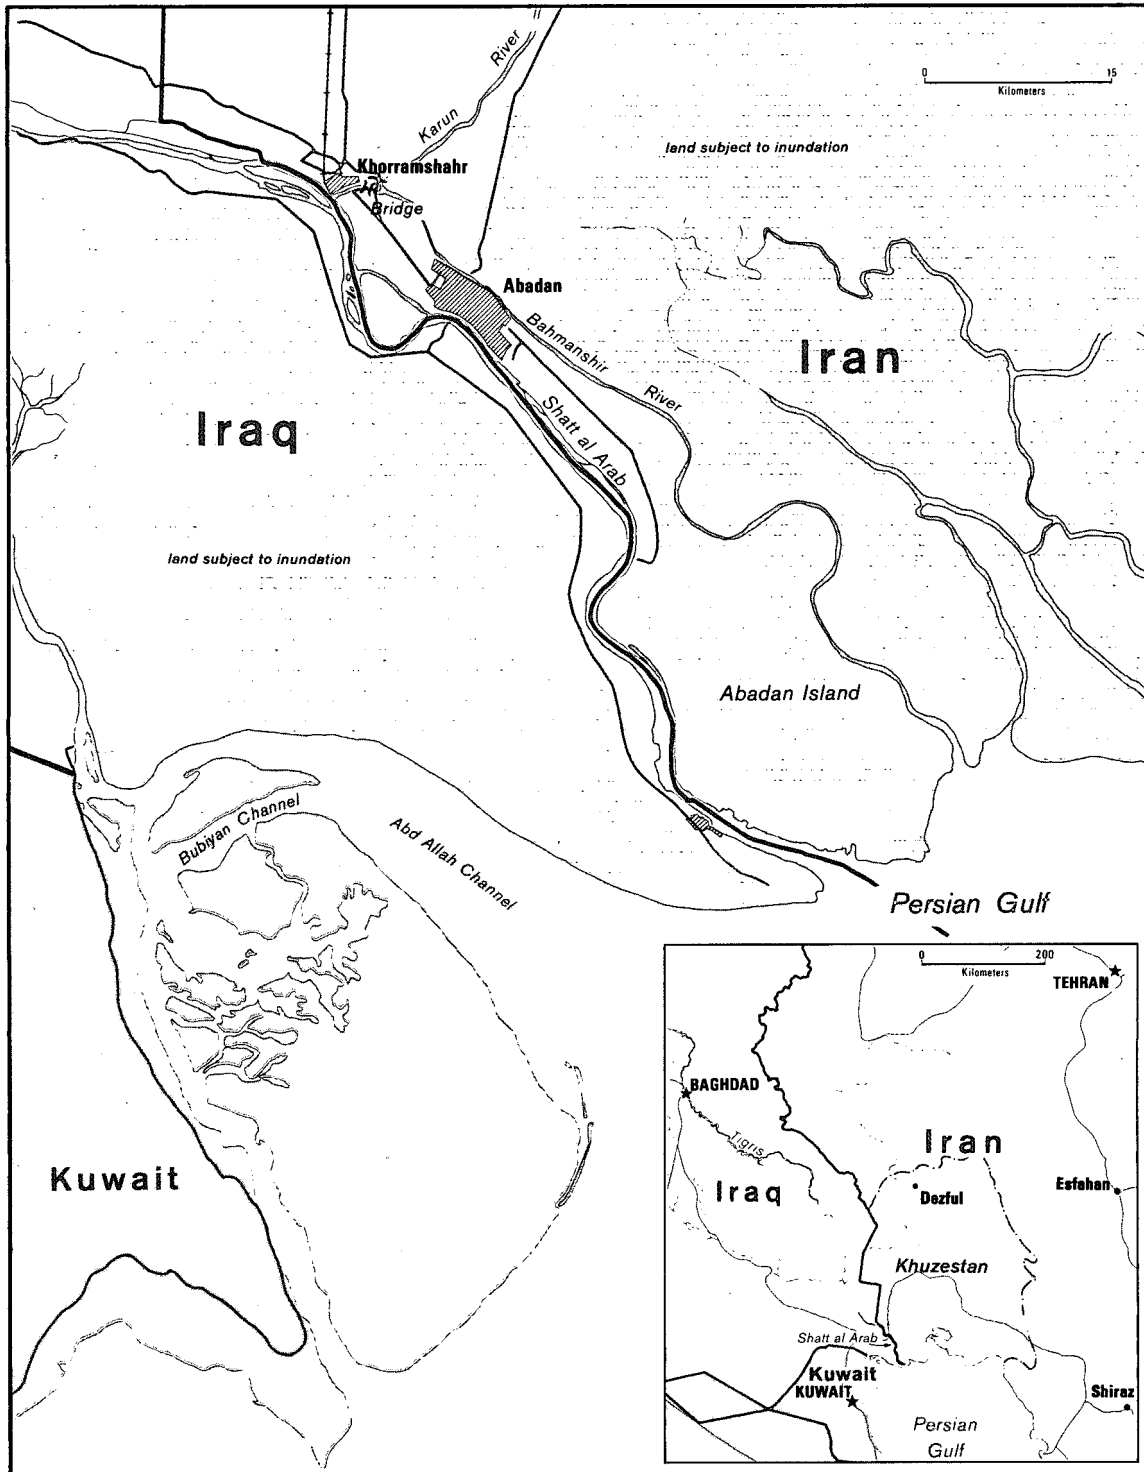 River
Karun
0 15
Kilometers
land subject to inundation
Khorramshahr
Bridge
Abadan
Bahmanshir
River
Iran
Shatt al Arab
Iraq
land subject to inundation
Abadan Island
Bubiyan Channel
Abd Allah Channel
Persian Gulf
Kuwait
0 200
Kilometers
TEHRAN
BAGHDAD
Tigris
Iran
Iraq
Dezful
Esfahan
Khuzestan
Shatt al Arab
Kuwait
KUWAIT
Shiraz
Persian
Gulf